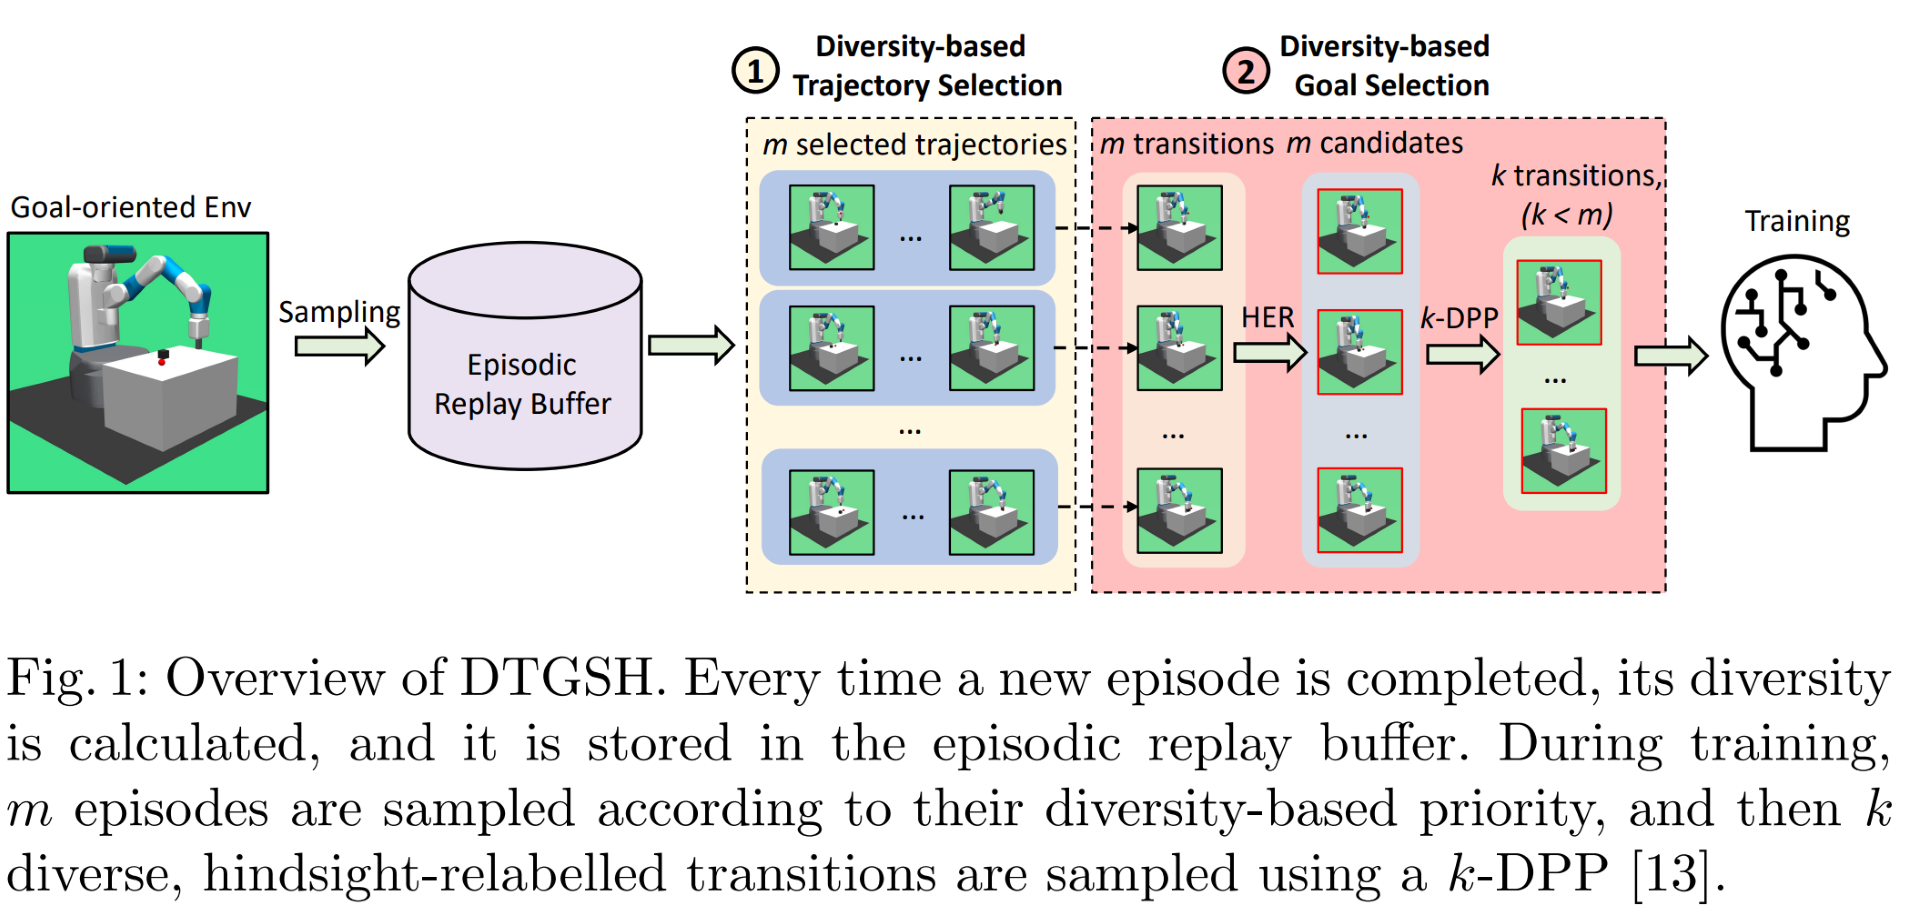 1
Diversity-based
Trajectory Selection
2
Diversity-based
Goal Selection
m selected trajectories
m transitions
m candidates
k transitions,
(k < m)
Goal-oriented Env
Sampling
Episodic
Replay Buffer
...
...
...
...
...
...
HER
k-DPP
...
Training
Fig. 1: Overview of DTGSH. Every time a new episode is completed, its diversity
is calculated, and it is stored in the episodic replay buffer. During training,
m episodes are sampled according to their diversity-based priority, and then k
diverse, hindsight-relabelled transitions are sampled using a k-DPP [13].